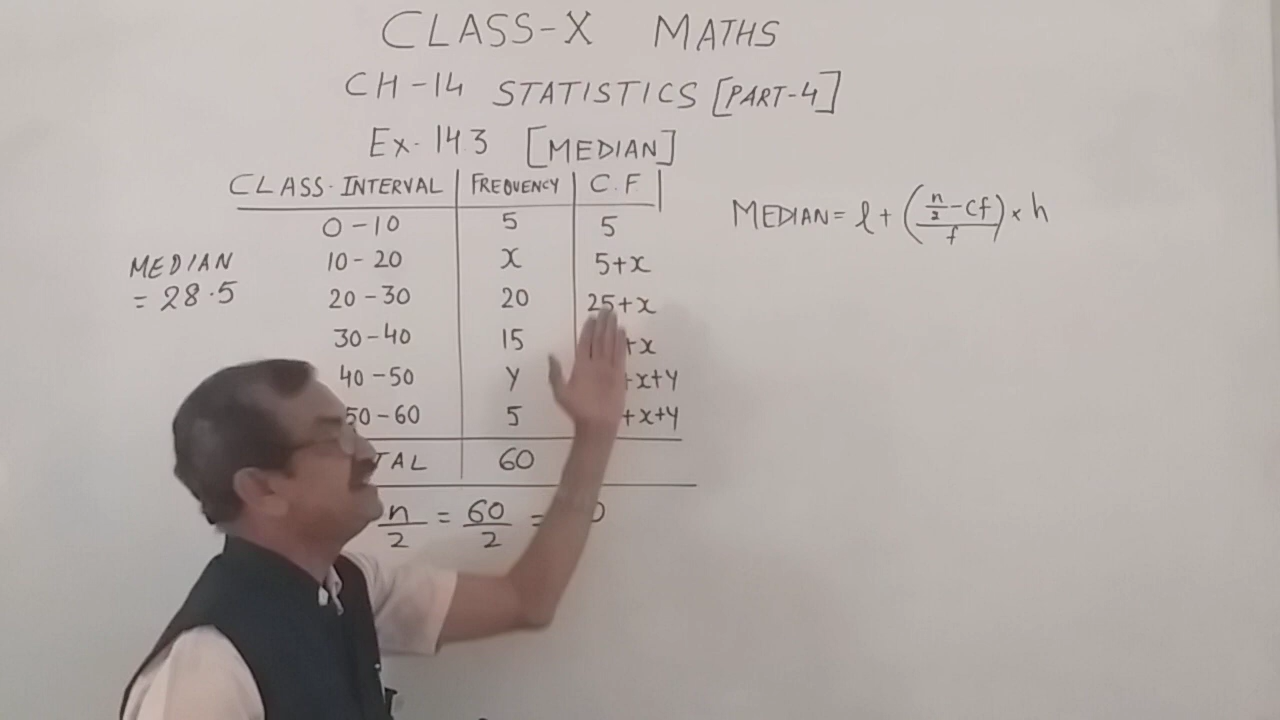 CLASS-X MATHS
CH-14 STATISTICS [PART-4]
Ex. 14.3 [MEDIAN]
CLASS-INTERVAL FREQUENCY C.F
0-10 5 5
10-20 x 5+x
20-30 20 25+x
30-40 15 +x
40-50 y +x+y
50-60 5 +x+y
TAL 60
n/2 = 60/2 =
MEDIAN
= 28.5
MEDIAN = l + ((n/2 - cf)/f) × h